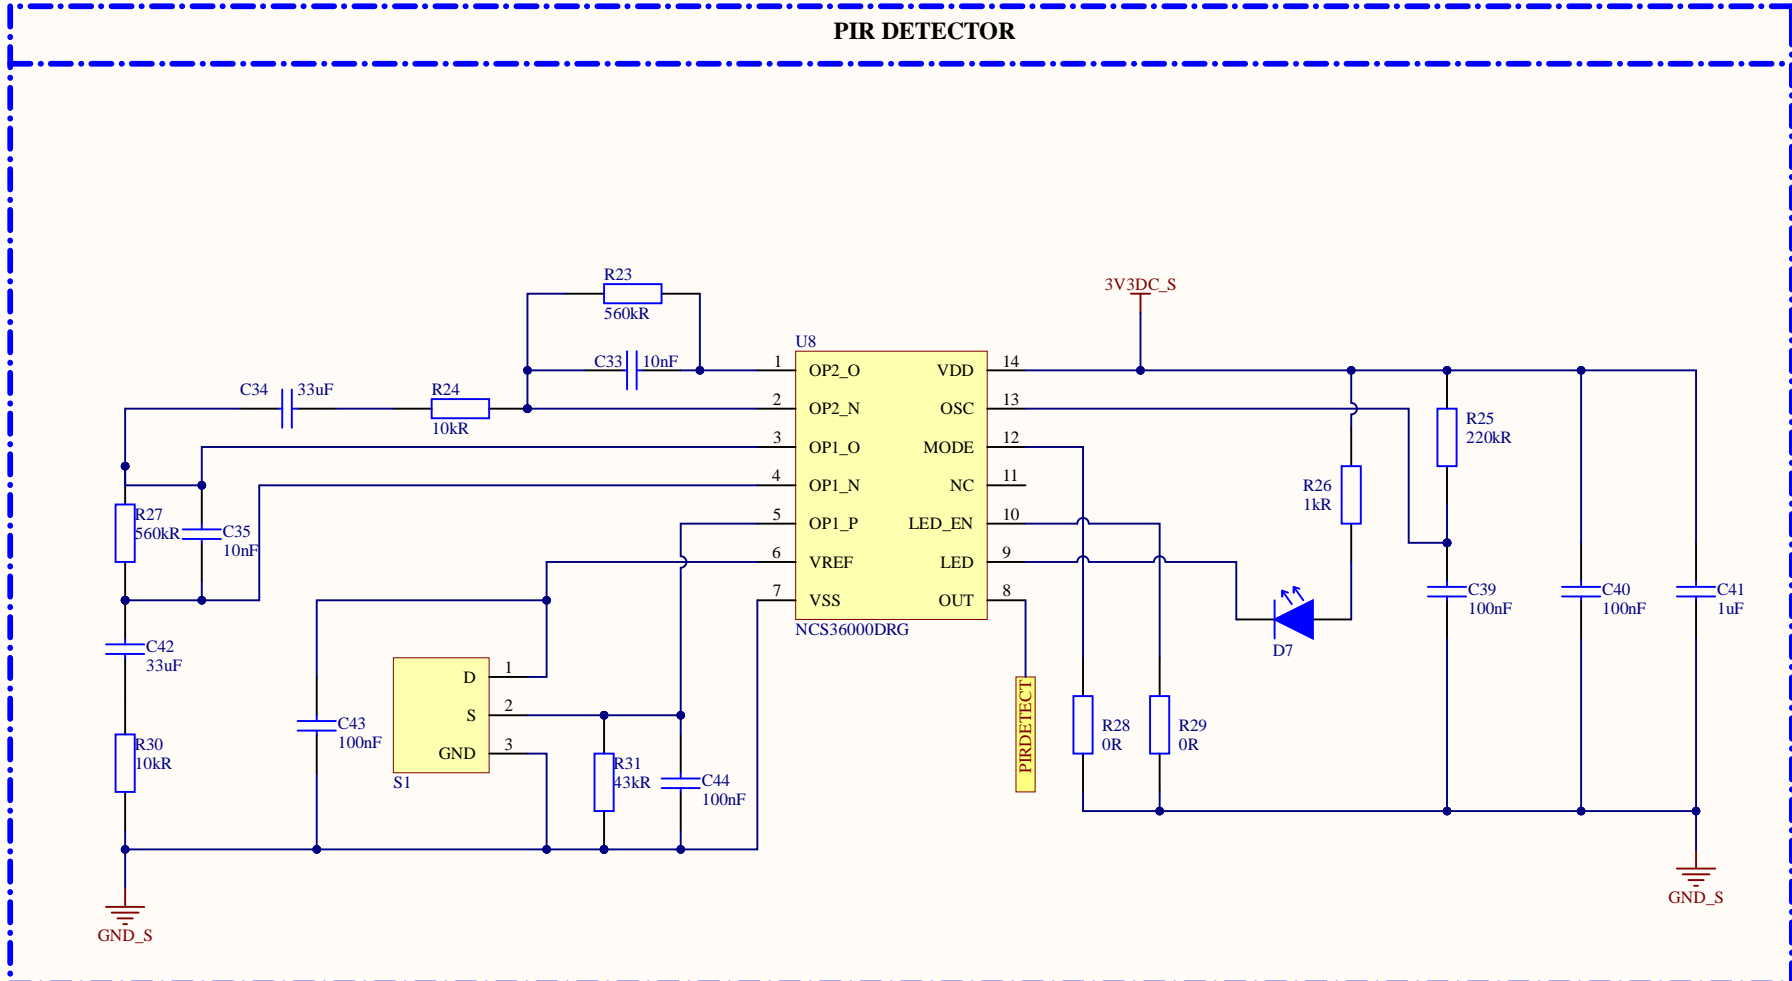 PIR DETECTOR
R23
560kR
C33 10nF
C34 33uF
R24
10kR
R27
560kR
C35
10nF
C42
33uF
R30
10kR
GND_S
C43
100nF
D 1
S 2
GND 3
S1
R31
43kR
C44
100nF
U8
1 OP2_O VDD 14
2 OP2_N OSC 13
3 OP1_O MODE 12
4 OP1_N NC 11
5 OP1_P LED_EN 10
6 VREF LED 9
7 VSS OUT 8
NCS36000DRG
PIRDETECT
3V3DC_S
R28
0R
R29
0R
D7
R26
1kR
R25
220kR
C39
100nF
C40
100nF
C41
1uF
GND_S